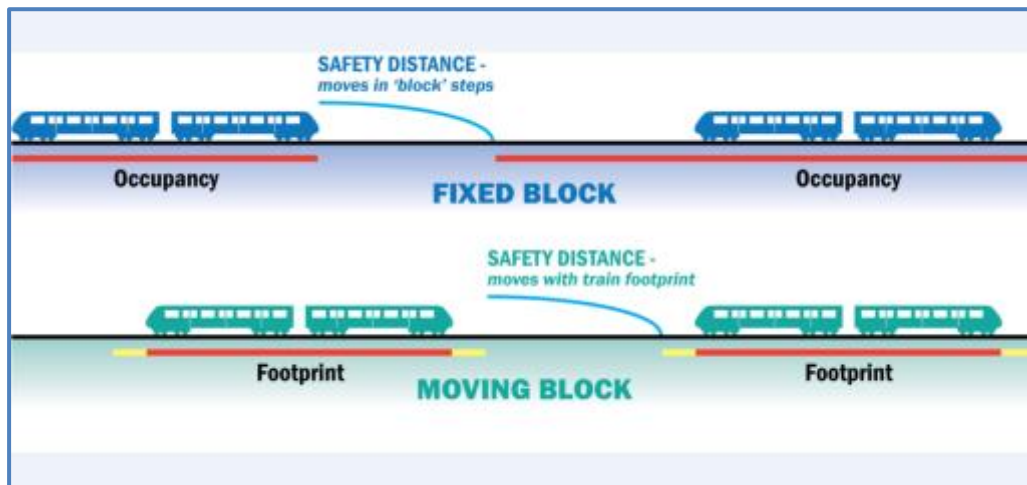 SAFETY DISTANCE -
moves in 'block' steps
Occupancy
Occupancy
FIXED BLOCK
SAFETY DISTANCE -
moves with train footprint
Footprint
Footprint
MOVING BLOCK